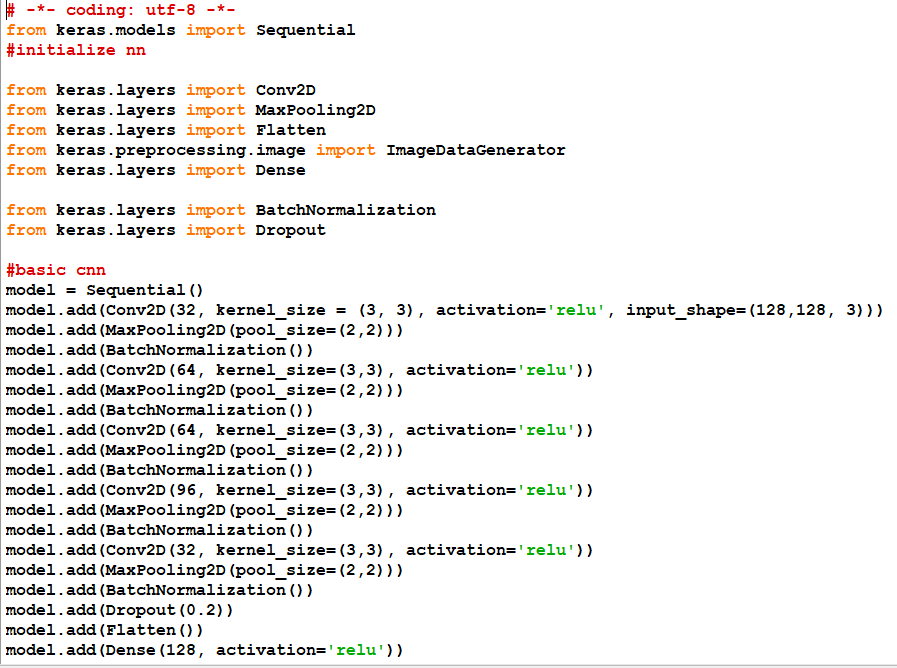 # -*- coding: utf-8 -*-
from keras.models import Sequential
#initialize nn
from keras.layers import Conv2D
from keras.layers import MaxPooling2D
from keras.layers import Flatten
from keras.preprocessing.image import ImageDataGenerator
from keras.layers import Dense
from keras.layers import BatchNormalization
from keras.layers import Dropout
#basic cnn
model = Sequential()
model.add(Conv2D(32, kernel_size = (3, 3), activation='relu', input_shape=(128,128, 3)))
model.add(MaxPooling2D(pool_size=(2,2)))
model.add(BatchNormalization())
model.add(Conv2D(64, kernel_size=(3,3), activation='relu'))
model.add(MaxPooling2D(pool_size=(2,2)))
model.add(BatchNormalization())
model.add(Conv2D(64, kernel_size=(3,3), activation='relu'))
model.add(MaxPooling2D(pool_size=(2,2)))
model.add(BatchNormalization())
model.add(Conv2D(96, kernel_size=(3,3), activation='relu'))
model.add(MaxPooling2D(pool_size=(2,2)))
model.add(BatchNormalization())
model.add(Conv2D(32, kernel_size=(3,3), activation='relu'))
model.add(MaxPooling2D(pool_size=(2,2)))
model.add(BatchNormalization())
model.add(Dropout(0.2))
model.add(Flatten())
model.add(Dense(128, activation='relu'))